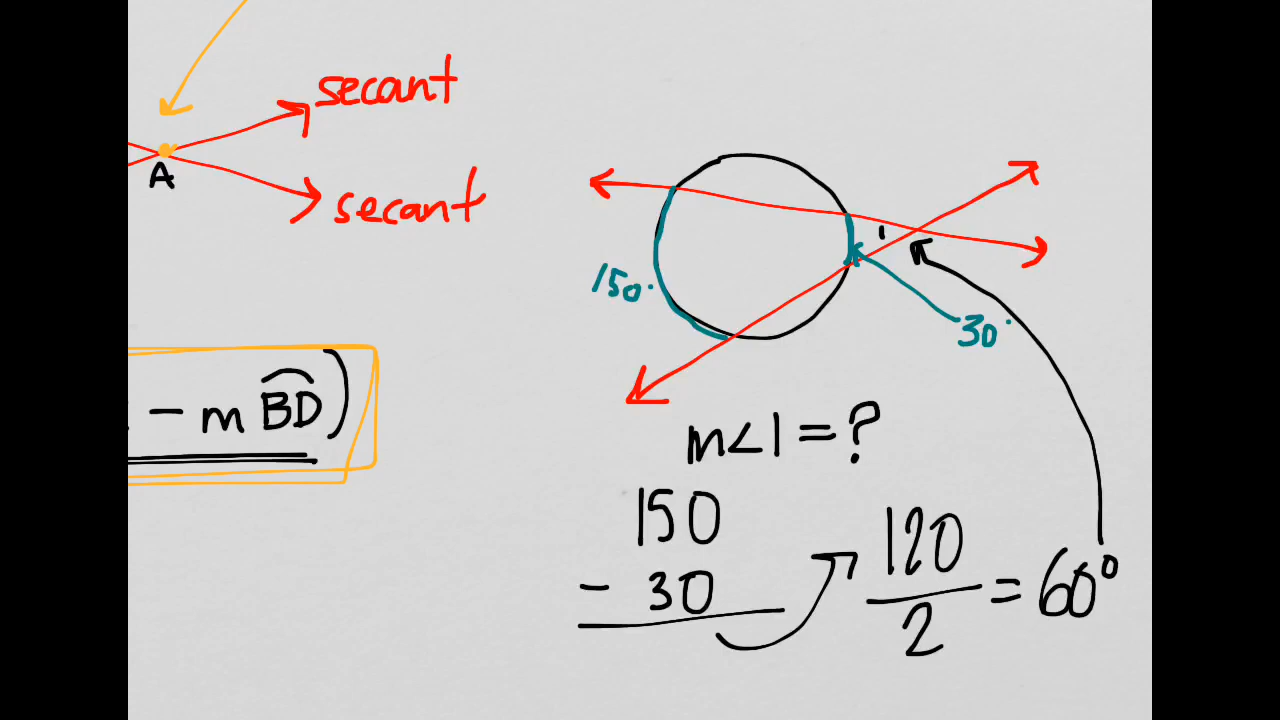 secant
A
secant
1
150°
30°
- m BD)
m∠1 = ?
150
- 30
120
2
= 60°